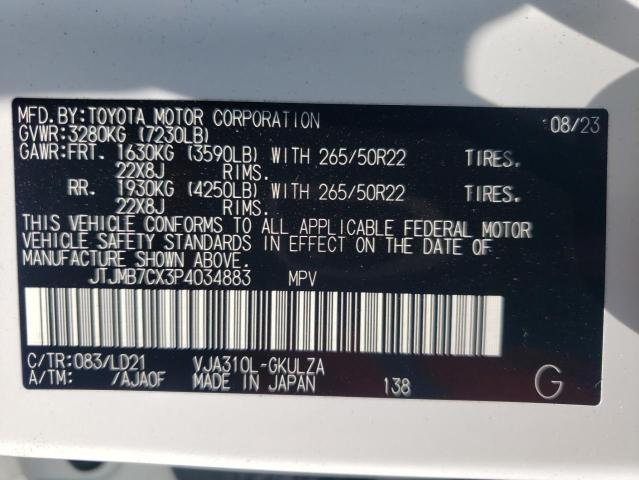 MFD.BY:TOYOTA MOTOR CORPORATION 08/23
GVWR:3280KG (7230LB)
GAWR:FRT. 1630KG (3590LB) WITH 265/50R22 TIRES.
22X8J RIMS.
RR. 1930KG (4250LB) WITH 265/50R22 TIRES.
22X8J RIMS.
THIS VEHICLE CONFORMS TO ALL APPLICABLE FEDERAL MOTOR
VEHICLE SAFETY STANDARDS IN EFFECT ON THE DATE OF
MANUFACTURE SHOWN ABOVE.
JTJMB7CX3P4034883 MPV
C/TR:083/LD21 VJA310L-GKULZA
A/TM: /AJA0F MADE IN JAPAN 138 G